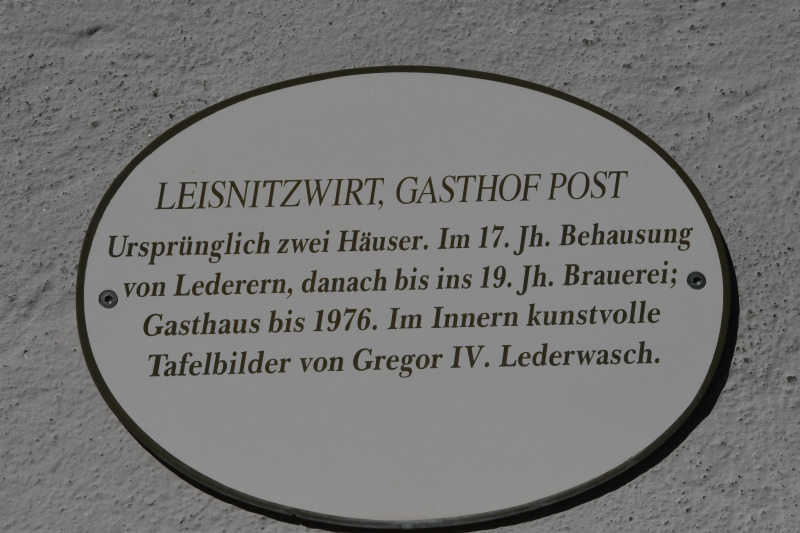 LEISNITZWIRT, GASTHOF POST
Ursprünglich zwei Häuser. Im 17. Jh. Behausung
von Lederern, danach bis ins 19. Jh. Brauerei;
Gasthaus bis 1976. Im Innern kunstvolle
Tafelbilder von Gregor IV. Lederwasch.